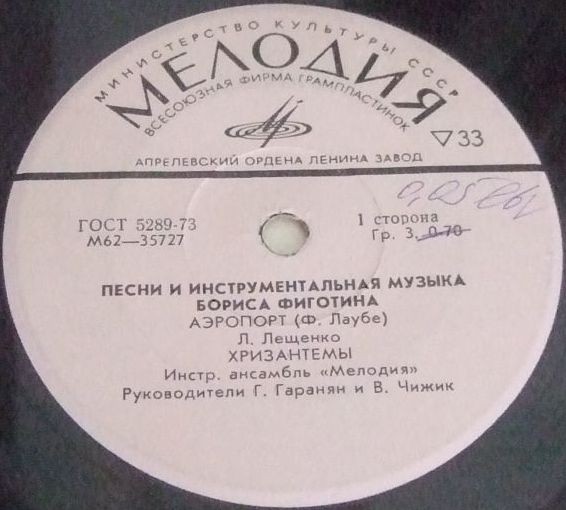 МИНИСТЕРСТВО КУЛЬТУРЫ СССР
МЕЛОДИЯ
ВСЕСОЮЗНАЯ ФИРМА ГРАМПЛАСТИНОК
▽33
АПРЕЛЕВСКИЙ ОРДЕНА ЛЕНИНА ЗАВОД
ГОСТ 5289-73
М62—35727
1 сторона
Гр. 3. 0-70
ПЕСНИ И ИНСТРУМЕНТАЛЬНАЯ МУЗЫКА
БОРИСА ФИГОТИНА
АЭРОПОРТ (Ф. Лаубе)
Л. Лещенко
ХРИЗАНТЕМЫ
Инстр. ансамбль «Мелодия»
Руководители Г. Гаранян и В. Чижик